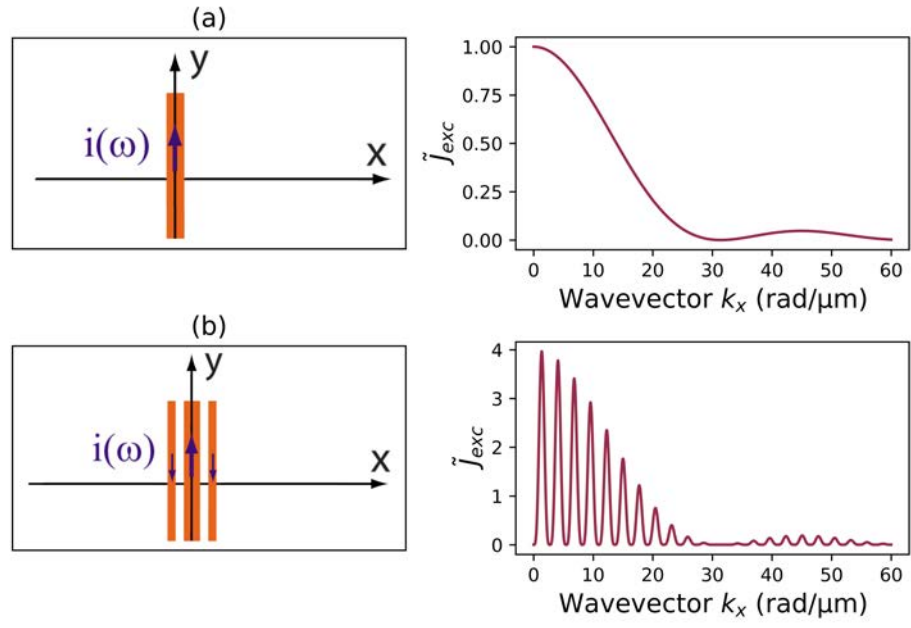 (a)
y
i(ω)
x
1.00
0.75
0.50
0.25
0.00
J̃exc
0 10 20 30 40 50 60
Wavevector kx (rad/μm)
(b)
y
i(ω)
x
4
3
2
1
0
J̃exc
0 10 20 30 40 50 60
Wavevector kx (rad/μm)